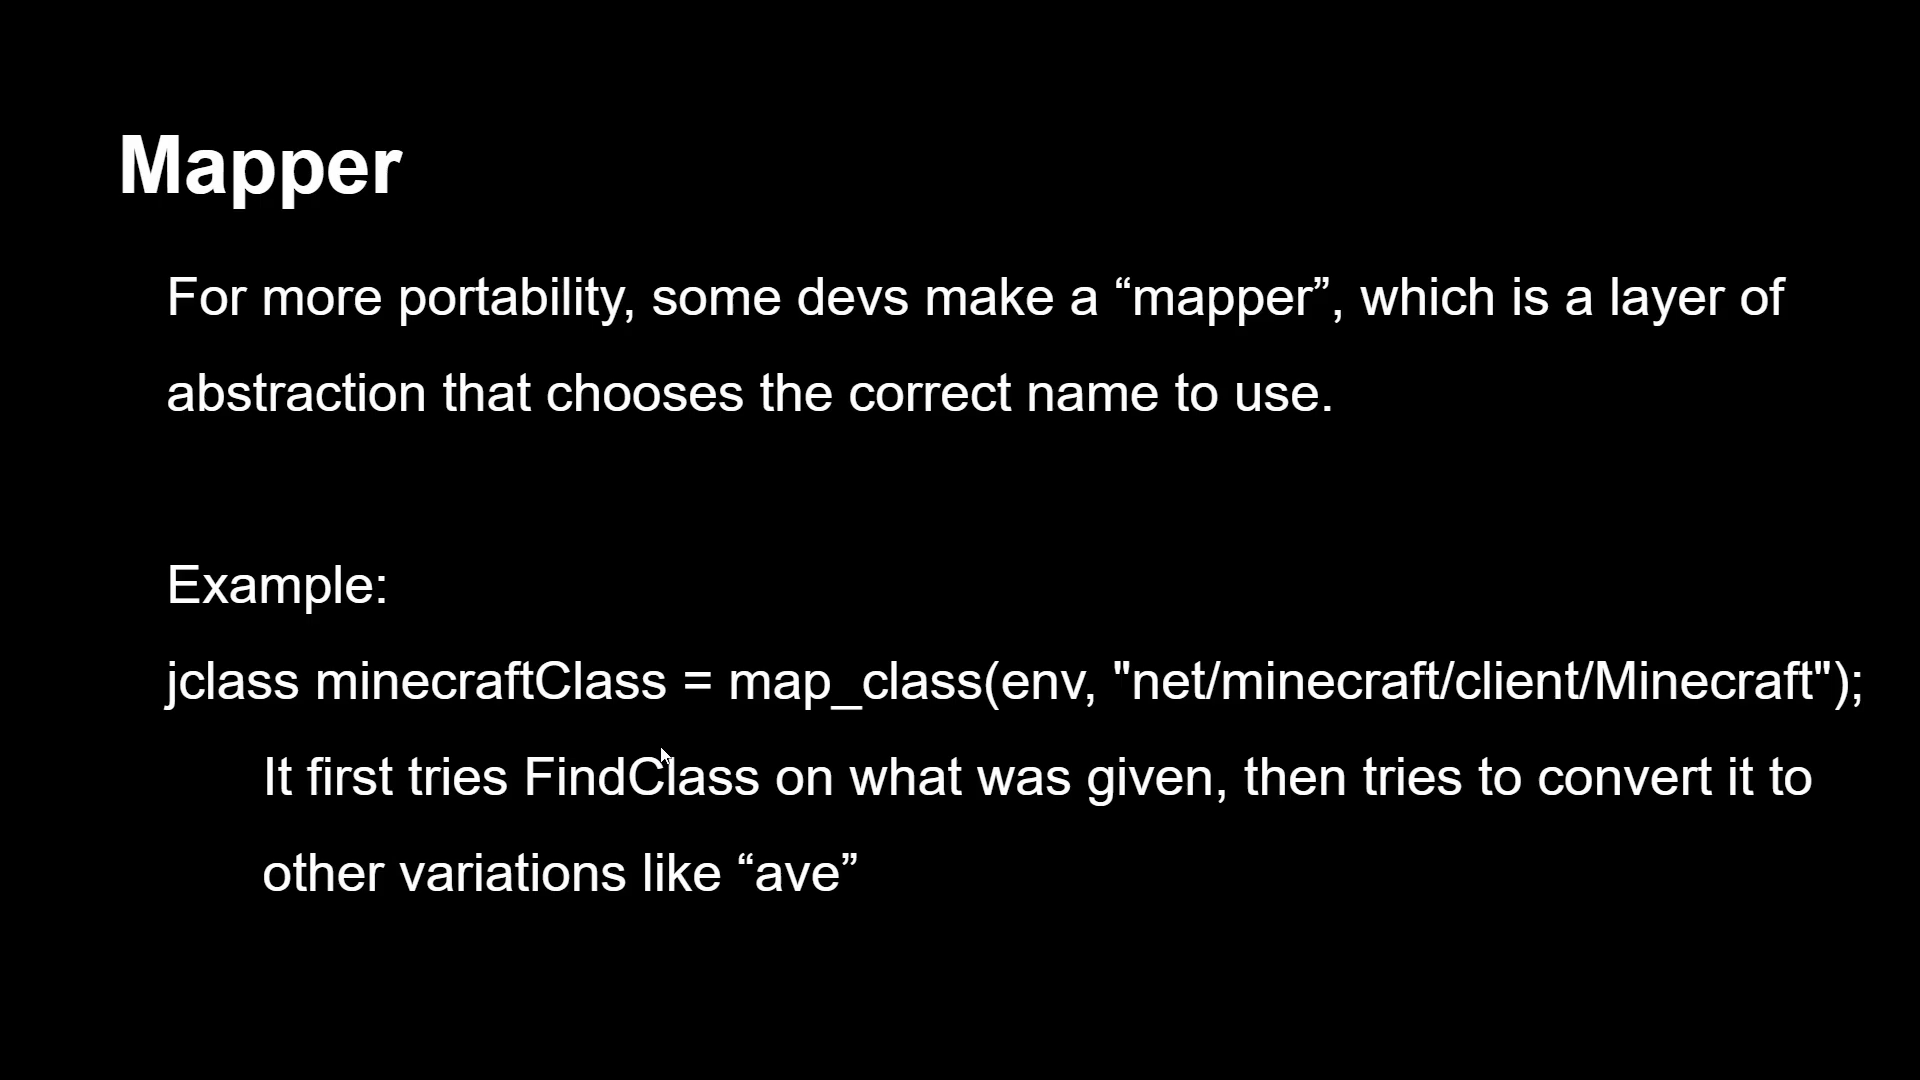 Mapper
For more portability, some devs make a “mapper”, which is a layer of
abstraction that chooses the correct name to use.
Example:
jclass minecraftClass = map_class(env, "net/minecraft/client/Minecraft");
It first tries FindClass on what was given, then tries to convert it to
other variations like “ave”